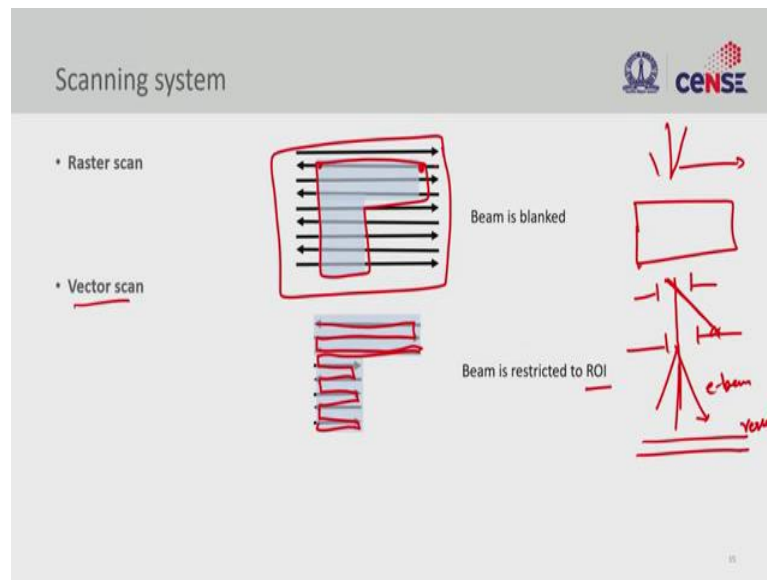 Scanning system
CeNSE
• Raster scan
Beam is blanked
• Vector scan
Beam is restricted to ROI
e-beam